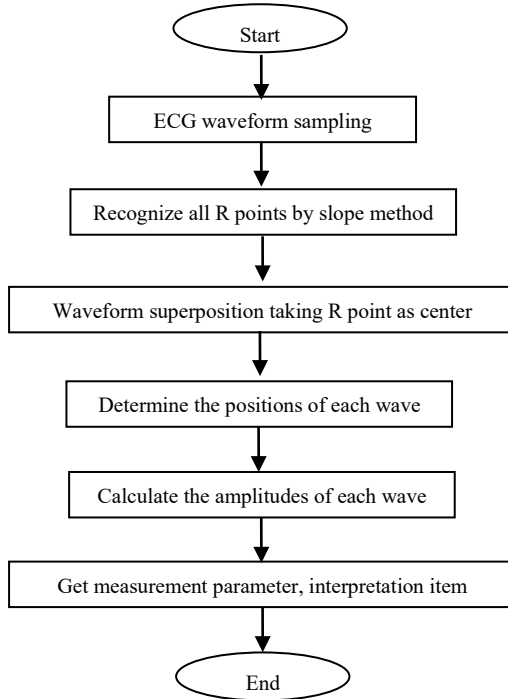 Start
ECG waveform sampling
Recognize all R points by slope method
Waveform superposition taking R point as center
Determine the positions of each wave
Calculate the amplitudes of each wave
Get measurement parameter, interpretation item
End